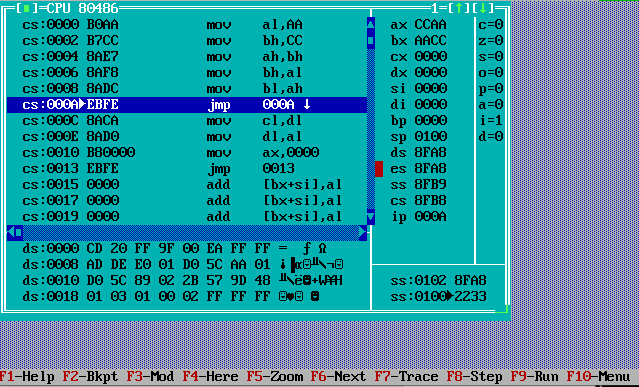 [■]=CPU 80486 1=[↑][↓]
cs:0000 B0AA mov al,AA ax CCAA c=0
cs:0002 B7CC mov bh,CC bx AACC z=0
cs:0004 8AE7 mov ah,bh cx 0000 s=0
cs:0006 8AF8 mov bh,al dx 0000 o=0
cs:0008 8ADC mov bl,ah si 0000 p=0
cs:000A►EBFE jmp 000A ↓ di 0000 a=0
cs:000C 8ACA mov cl,dl bp 0000 i=1
cs:000E 8AD0 mov dl,al sp 0100 d=0
cs:0010 B80000 mov ax,0000 ds 8FA8
cs:0013 EBFE jmp 0013 es 8FA8
cs:0015 0000 add [bx+si],al ss 8FB9
cs:0017 0000 add [bx+si],al cs 8FB8
cs:0019 0000 add [bx+si],al ip 000A
ds:0000 CD 20 FF 9F 00 EA FF FF = ƒ Ω
ds:0008 AD DE E0 01 D0 5C AA 01
ds:0010 D0 5C 89 02 2B 57 9D 48 ╨\ë☻+W¥H ss:0102 8FA8
ds:0018 01 03 01 00 02 FF FF FF ☺♥☺ ☻ ss:0100►2233
F1-Help F2-Bkpt F3-Mod F4-Here F5-Zoom F6-Next F7-Trace F8-Step F9-Run F10-Menu